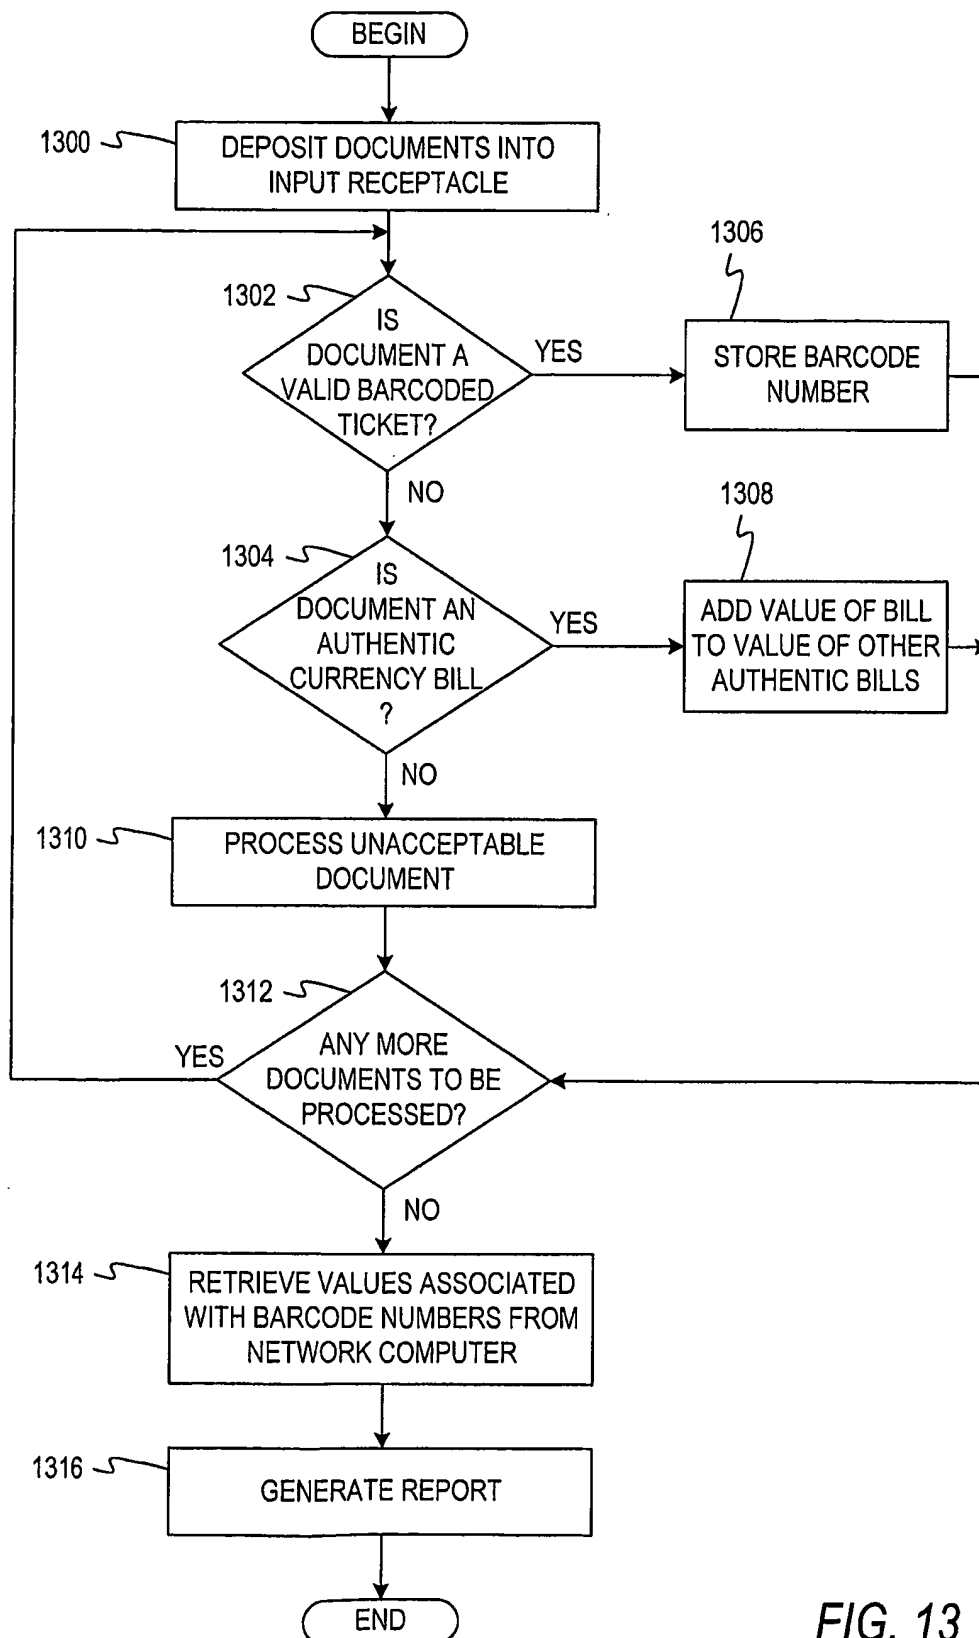 BEGIN
1300
DEPOSIT DOCUMENTS INTO
INPUT RECEPTACLE
1302
IS
DOCUMENT A
VALID BARCODED
TICKET?
YES
1306
STORE BARCODE
NUMBER
NO
1304
IS
DOCUMENT AN
AUTHENTIC
CURRENCY BILL
?
YES
1308
ADD VALUE OF BILL
TO VALUE OF OTHER
AUTHENTIC BILLS
NO
1310
PROCESS UNACCEPTABLE
DOCUMENT
1312
ANY MORE
DOCUMENTS TO BE
PROCESSED?
YES
NO
1314
RETRIEVE VALUES ASSOCIATED
WITH BARCODE NUMBERS FROM
NETWORK COMPUTER
1316
GENERATE REPORT
END
FIG. 13